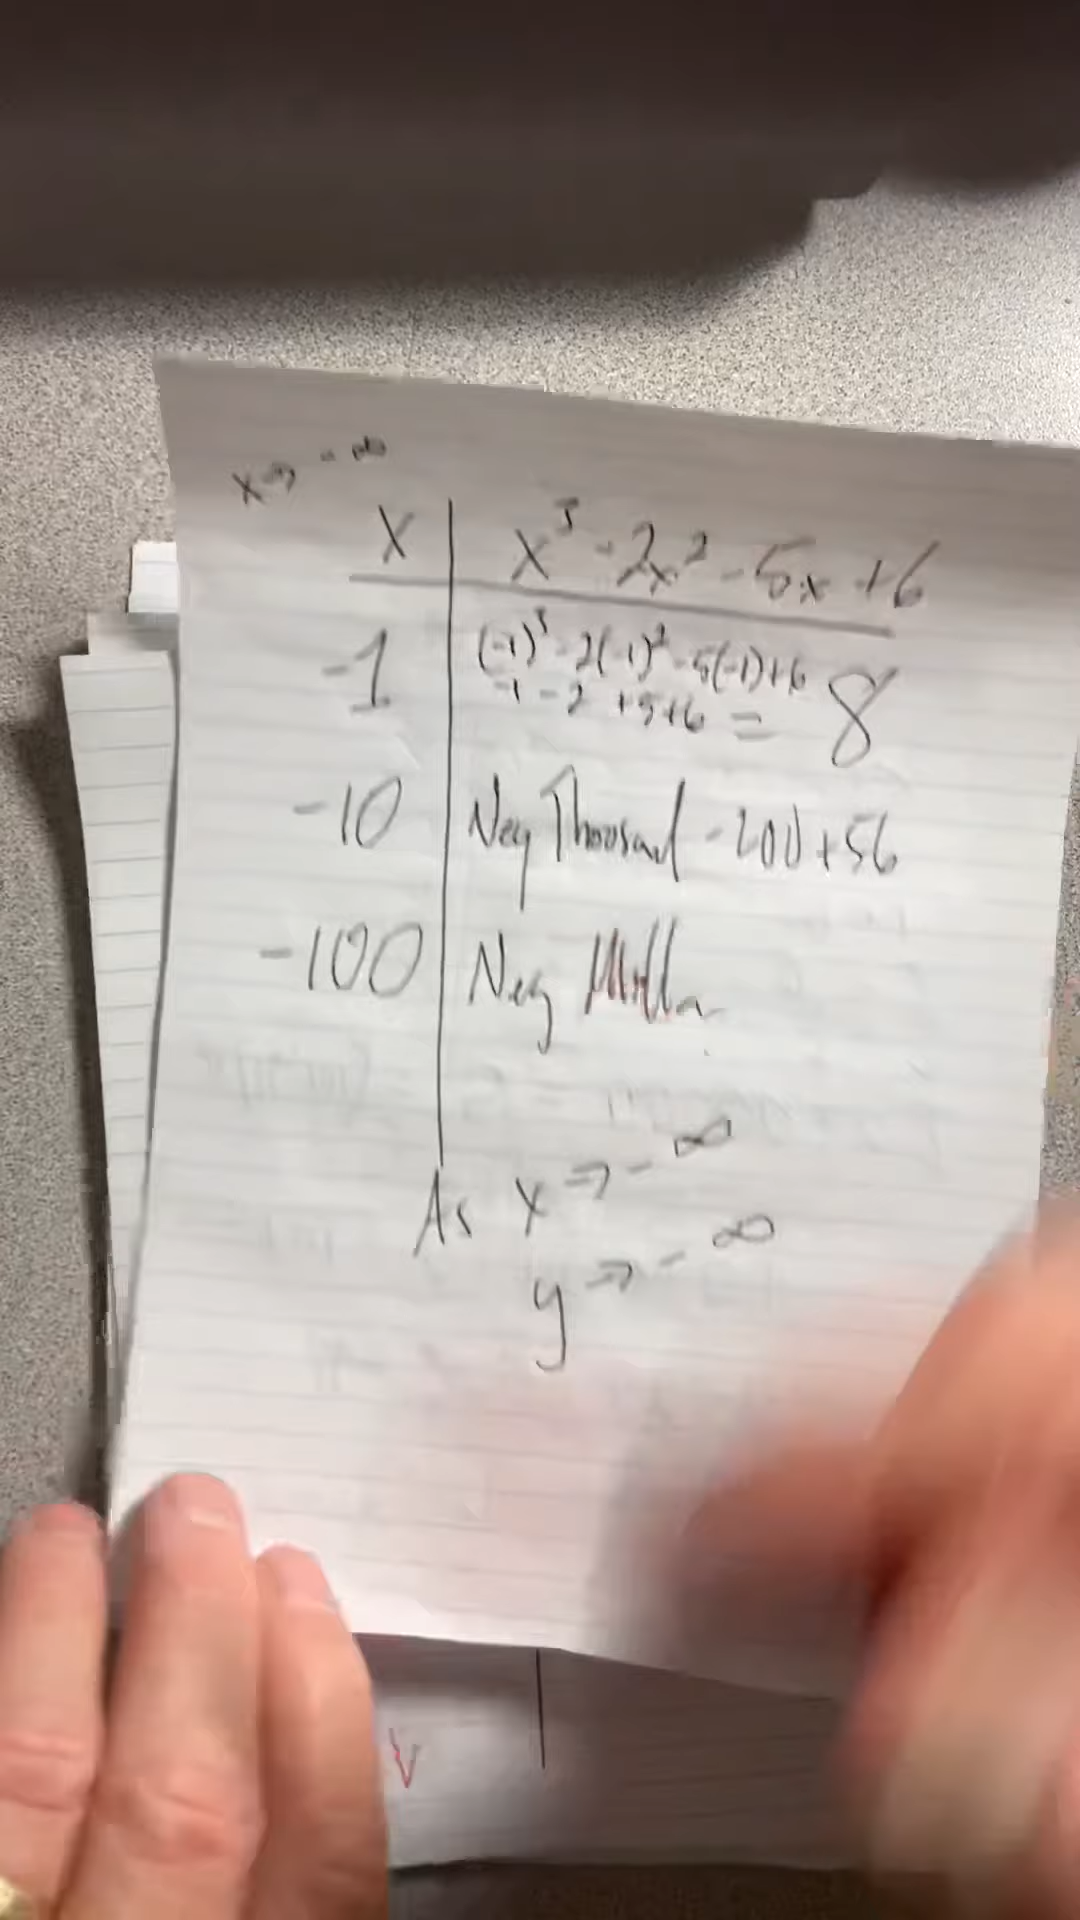 x → -∞
x | x³ - 2x² - 5x + 6
-1 | (-1)³ - 2(-1)² - 5(-1) + 6
-1 - 2 + 5 + 6 = 8
-10 | Neg Thousand - 200 + 56
-100 | Neg
As x → -∞
y → -∞